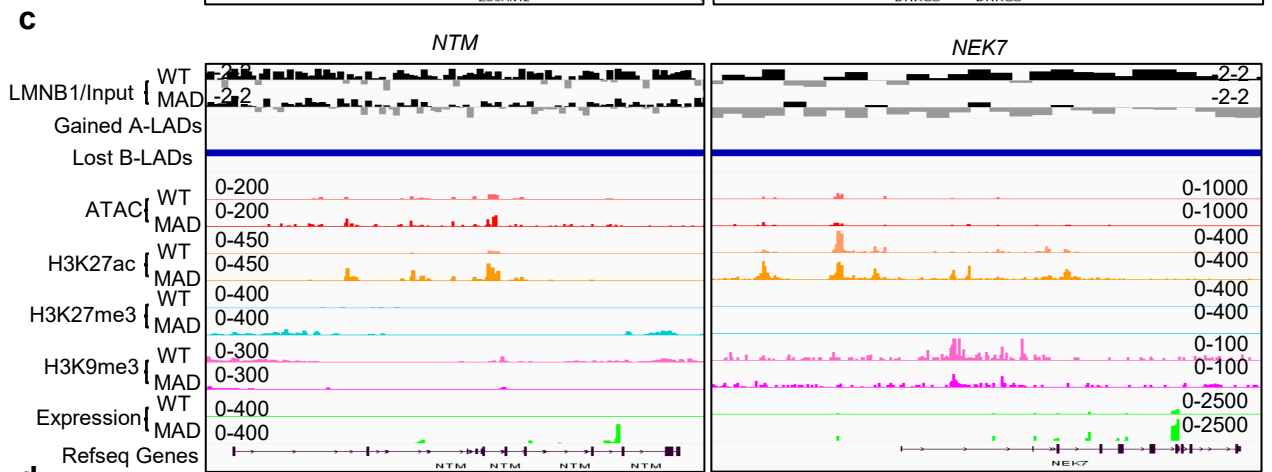 c
NTM NEK7
LMNB1/Input WT -2-2 -2-2
MAD -2-2 -2-2
Gained A-LADs
Lost B-LADs
ATAC WT 0-200 0-1000
MAD 0-200 0-1000
H3K27ac WT 0-450 0-400
MAD 0-450 0-400
H3K27me3 WT 0-400 0-400
MAD 0-400 0-400
H3K9me3 WT 0-300 0-100
MAD 0-300 0-100
Expression WT 0-400 0-2500
MAD 0-400 0-2500
Refseq Genes
NTM NTM NTM NTM NEK7